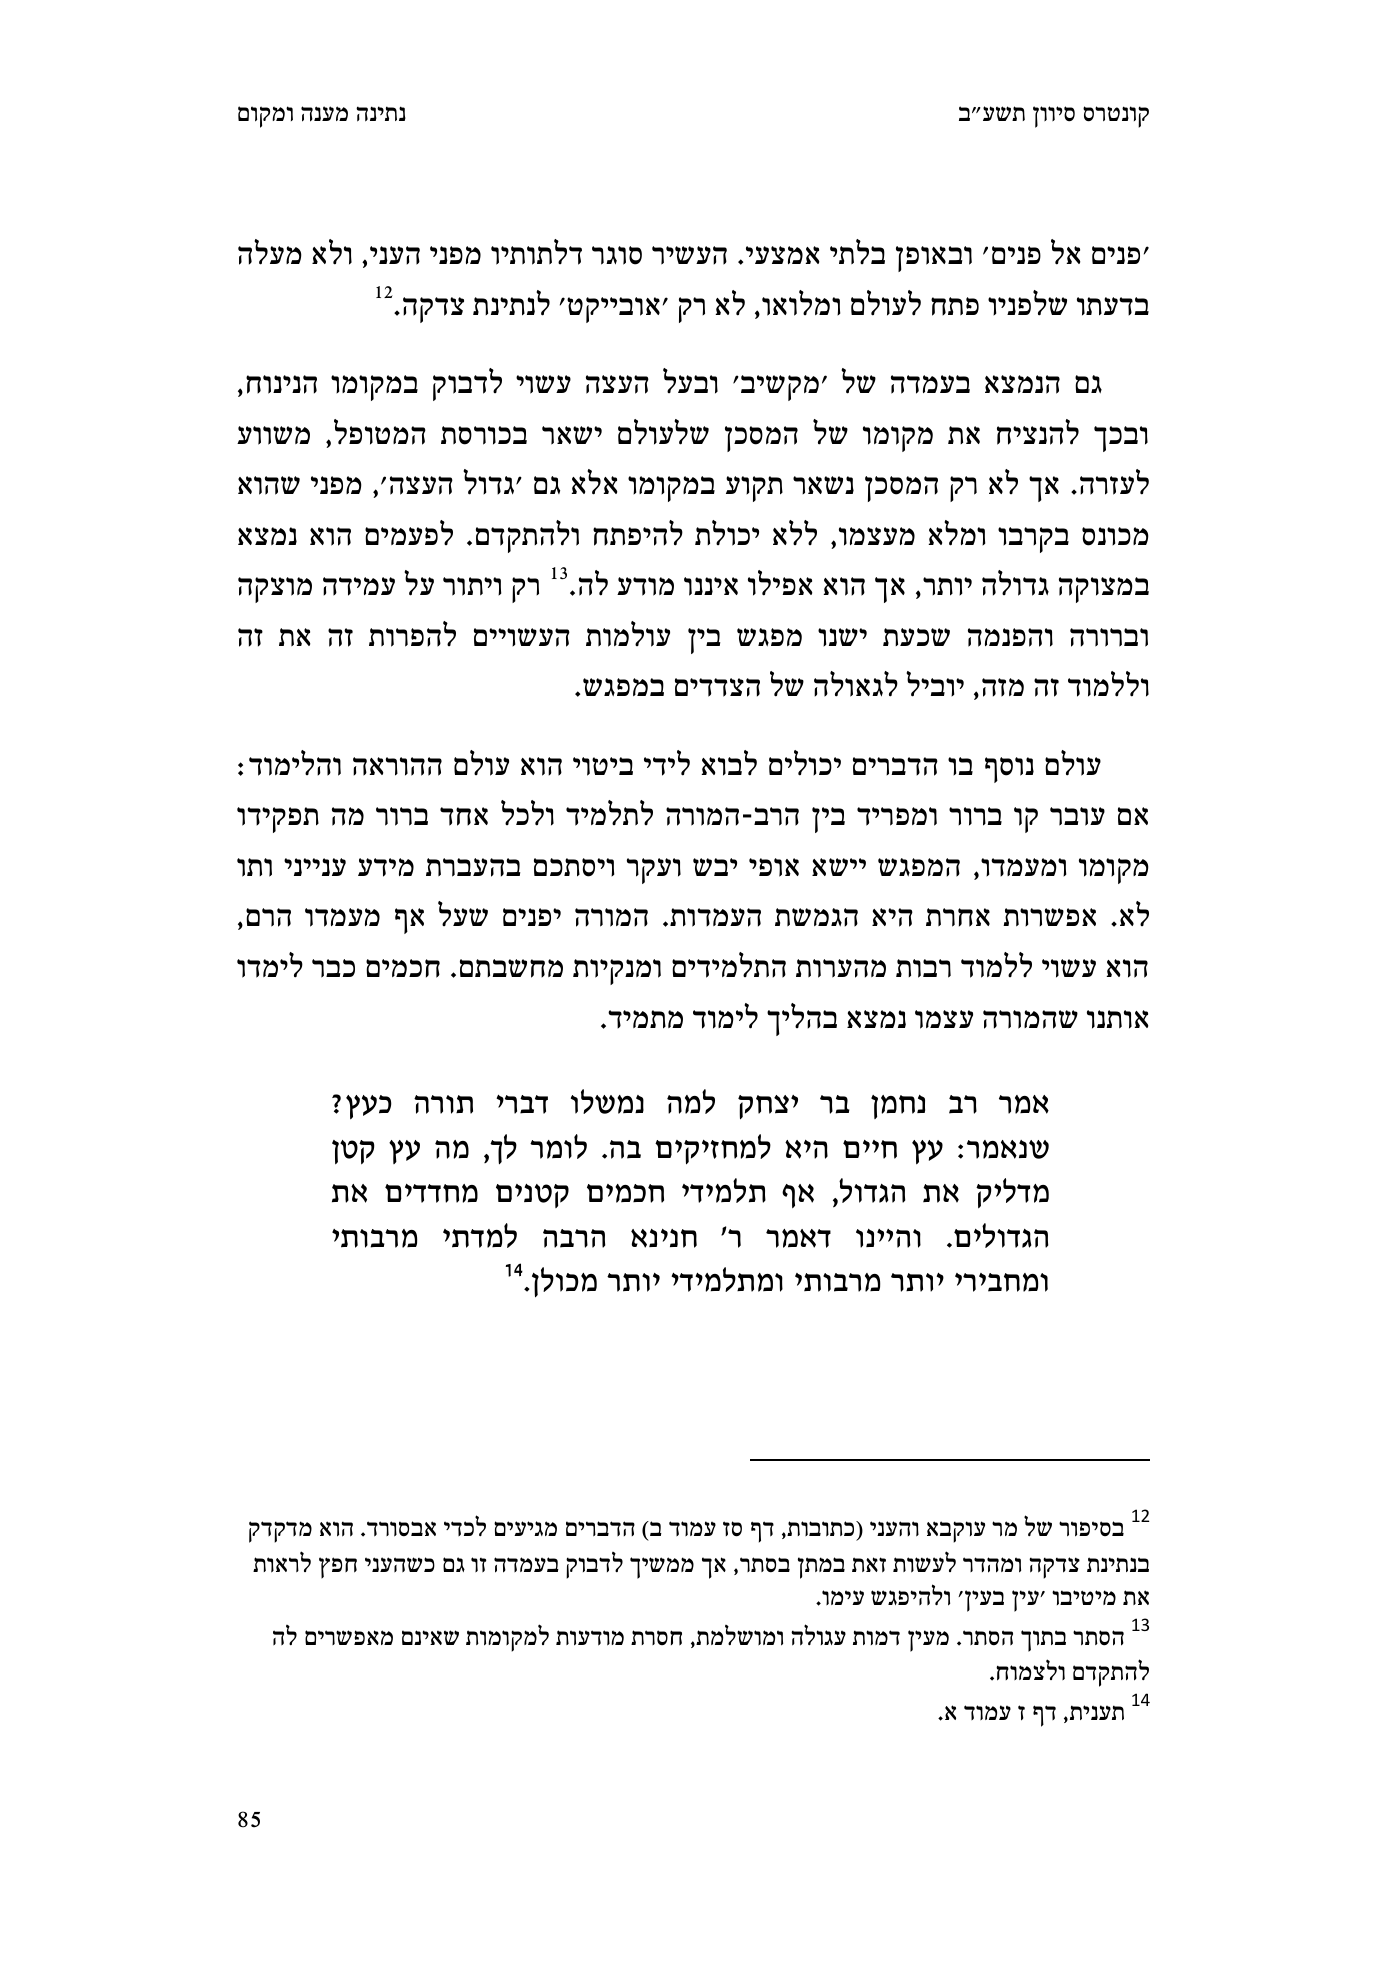 קונטרס סיוון תשע״ב
נתינה מענה ומקום
׳פנים אל פנים׳ ובאופן בלתי אמצעי. העשיר סוגר דלתותיו מפני העני, ולא מעלה
בדעתו שלפניו פתח לעולם ומלואו, לא רק ׳אובייקט׳ לנתינת צדקה.12
גם הנמצא בעמדה של ׳מקשיב׳ ובעל העצה עשוי לדבוק במקומו הנינוח,
ובכך להנציח את מקומו של המסכן שלעולם ישאר בכורסת המטופל, משווע
לעזרה. אך לא רק המסכן נשאר תקוע במקומו אלא גם ׳גדול העצה׳, מפני שהוא
מכונס בקרבו ומלא מעצמו, ללא יכולת להיפתח ולהתקדם. לפעמים הוא נמצא
במצוקה גדולה יותר, אך הוא אפילו איננו מודע לה.13 רק ויתור על עמידה מוצקה
וברורה והפנמה שכעת ישנו מפגש בין עולמות העשויים להפרות זה את זה
וללמוד זה מזה, יוביל לגאולה של הצדדים במפגש.
עולם נוסף בו הדברים יכולים לבוא לידי ביטוי הוא עולם ההוראה והלימוד:
אם עובר קו ברור ומפריד בין הרב-המורה לתלמיד ולכל אחד ברור מה תפקידו
מקומו ומעמדו, המפגש יישא אופי יבש ועקר ויסתכם בהעברת מידע ענייני ותו
לא. אפשרות אחרת היא הגמשת העמדות. המורה יפנים שעל אף מעמדו הרם,
הוא עשוי ללמוד רבות מהערות התלמידים ומנקיות מחשבתם. חכמים כבר לימדו
אותנו שהמורה עצמו נמצא בהליך לימוד מתמיד.
אמר רב נחמן בר יצחק למה נמשלו דברי תורה כעץ?
שנאמר: עץ חיים היא למחזיקים בה. לומר לך, מה עץ קטן
מדליק את הגדול, אף תלמידי חכמים קטנים מחדדים את
הגדולים. והיינו דאמר ר׳ חנינא הרבה למדתי מרבותי
ומחבירי יותר מרבותי ומתלמידי יותר מכולן.14
12 בסיפור של מר עוקבא והעני (כתובות, דף סז עמוד ב) הדברים מגיעים לכדי אבסורד. הוא מדקדק
בנתינת צדקה ומהדר לעשות זאת במתן בסתר, אך ממשיך לדבוק בעמדה זו גם כשהעני חפץ לראות
את מיטיבו ׳עין בעין׳ ולהיפגש עימו.
13 הסתר בתוך הסתר. מעין דמות עגולה ומושלמת, חסרת מודעות למקומות שאינם מאפשרים לה
להתקדם ולצמוח.
14 תענית, דף ז עמוד א.
85